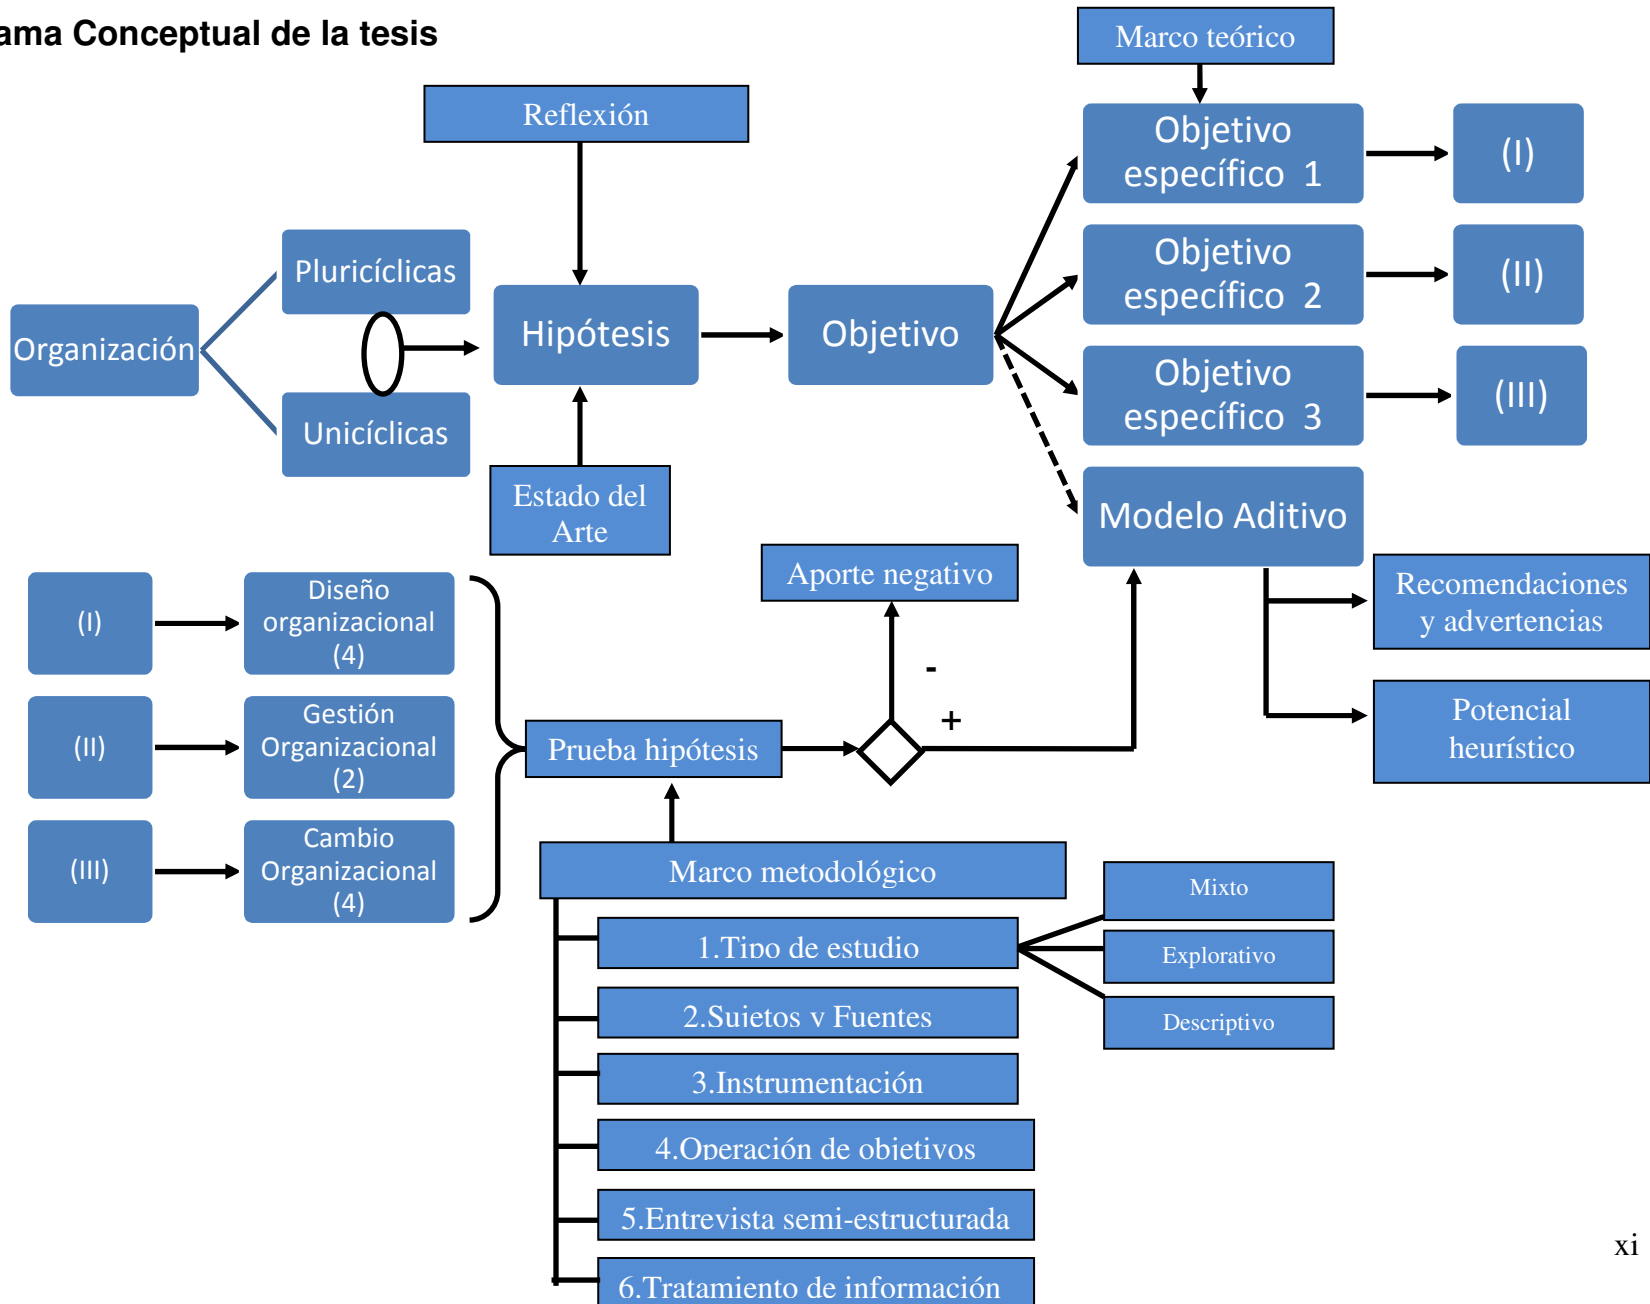 ama Conceptual de la tesis
Marco teórico
Reflexión
Objetivo
específico 1
(I)
Pluricíclicas
Objetivo
específico 2
(II)
Organización
Hipótesis
Objetivo
Objetivo
específico 3
(III)
Unicíclicas
Estado del
Arte
Modelo Aditivo
Aporte negativo
Recomendaciones
y advertencias
(I)
Diseño
organizacional
(4)
-
+
Potencial
heurístico
(II)
Gestión
Organizacional
(2)
Prueba hipótesis
(III)
Cambio
Organizacional
(4)
Marco metodológico
Mixto
1.Tipo de estudio
Explorativo
2.Sujetos y Fuentes
Descriptivo
3.Instrumentación
4.Operación de objetivos
5.Entrevista semi-estructurada
6.Tratamiento de información
xi